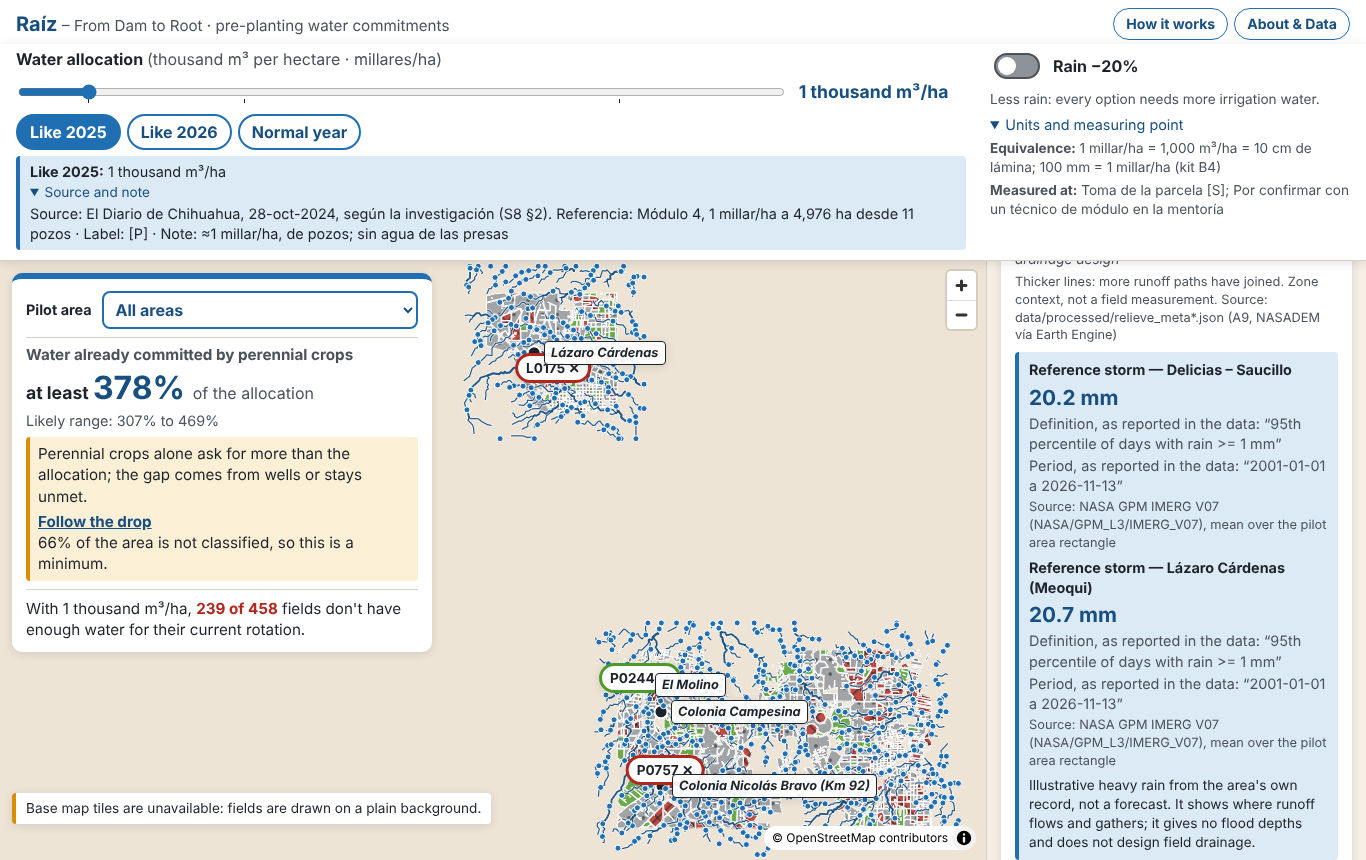 Raíz – From Dam to Root · pre-planting water commitments
How it works
About & Data
Water allocation (thousand m³ per hectare · millares/ha)
1 thousand m³/ha
Like 2025
Like 2026
Normal year
Like 2025: 1 thousand m³/ha
▼ Source and note
Source: El Diario de Chihuahua, 28-oct-2024, según la investigación (S8 §2). Referencia: Módulo 4, 1 millar/ha a 4,976 ha desde 11
pozos · Label: [P] · Note: ≈1 millar/ha, de pozos; sin agua de las presas
Rain −20%
Less rain: every option needs more irrigation water.
▼ Units and measuring point
Equivalence: 1 millar/ha = 1,000 m³/ha = 10 cm de
lámina; 100 mm = 1 millar/ha (kit B4)
Measured at: Toma de la parcela [S]; Por confirmar con
un técnico de módulo en la mentoría
Pilot area
All areas
Water already committed by perennial crops
at least 378% of the allocation
Likely range: 307% to 469%
Perennial crops alone ask for more than the
allocation; the gap comes from wells or stays
unmet.
Follow the drop
66% of the area is not classified, so this is a
minimum.
With 1 thousand m³/ha, 239 of 458 fields don't have
enough water for their current rotation.
Lázaro Cárdenas
L0175 ×
P0244
El Molino
Colonia Campesina
P0757 ×
Colonia Nicolás Bravo (Km 92)
+
−
Base map tiles are unavailable: fields are drawn on a plain background.
© OpenStreetMap contributors
drainage design
Thicker lines: more runoff paths have joined. Zone
context, not a field measurement. Source:
data/processed/relieve_meta*.json (A9, NASADEM
vía Earth Engine)
Reference storm — Delicias – Saucillo
20.2 mm
Definition, as reported in the data: “95th
percentile of days with rain >= 1 mm”
Period, as reported in the data: “2001-01-01
a 2026-11-13”
Source: NASA GPM IMERG V07
(NASA/GPM_L3/IMERG_V07), mean over the pilot
area rectangle
Reference storm — Lázaro Cárdenas
(Meoqui)
20.7 mm
Definition, as reported in the data: “95th
percentile of days with rain >= 1 mm”
Period, as reported in the data: “2001-01-01
a 2026-11-13”
Source: NASA GPM IMERG V07
(NASA/GPM_L3/IMERG_V07), mean over the pilot
area rectangle
Illustrative heavy rain from the area's own
record, not a forecast. It shows where runoff
flows and gathers; it gives no flood depths
and does not design field drainage.